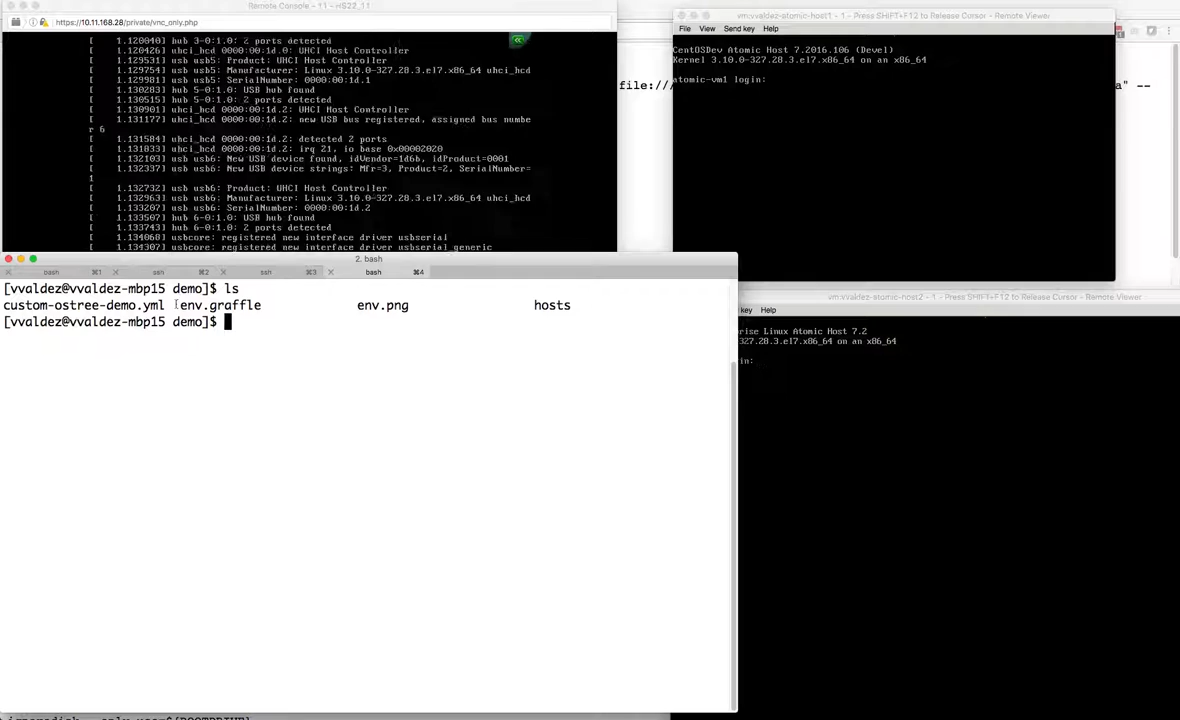 Remote Console - 11 - HS22_11
https://10.11.168.28/private/vnc_only.php
1.120040] hub 3-0:1.0: 2 ports detected
[ 1.120426] uhci_hcd 0000:00:1d.0: UHCI Host Controller
[ 1.129531] usb usb5: Product: UHCI Host Controller
[ 1.129754] usb usb5: Manufacturer: Linux 3.10.0-327.28.3.el7.x86_64 uhci_hcd
[ 1.129981] usb usb5: SerialNumber: 0000:00:1d.1
[ 1.130283] hub 5-0:1.0: USB hub found
[ 1.130515] hub 5-0:1.0: 2 ports detected
[ 1.130901] uhci_hcd 0000:00:1d.2: UHCI Host Controller
[ 1.131177] uhci_hcd 0000:00:1d.2: new USB bus registered, assigned bus numbe
r 6
[ 1.131584] uhci_hcd 0000:00:1d.2: detected 2 ports
[ 1.131833] uhci_hcd 0000:00:1d.2: irq 21, io base 0x00002020
[ 1.132103] usb usb6: New USB device found, idVendor=1d6b, idProduct=0001
[ 1.132337] usb usb6: New USB device strings: Mfr=3, Product=2, SerialNumber=
1
[ 1.132732] usb usb6: Product: UHCI Host Controller
[ 1.132963] usb usb6: Manufacturer: Linux 3.10.0-327.28.3.el7.x86_64 uhci_hcd
[ 1.133207] usb usb6: SerialNumber: 0000:00:1d.2
[ 1.133507] hub 6-0:1.0: USB hub found
[ 1.133743] hub 6-0:1.0: 2 ports detected
[ 1.134068] usbcore: registered new interface driver usbserial
[ 1.134307] usbcore: registered new interface driver usbserial_generic
vm:vvaldez-atomic-host1 - 1 - Press SHIFT+F12 to Release Cursor - Remote Viewer
File View Send key Help
CentOSDev Atomic Host 7.2016.106 (Devel)
Kernel 3.10.0-327.28.3.el7.x86_64 on an x86_64
atomic-vm1 login:
file:///
a" --
2. bash
bash ⌘1 ssh ⌘2 ssh ⌘3 bash ⌘4
[vvaldez@vvaldez-mbp15 demo]$ ls
custom-ostree-demo.yml env.graffle env.png hosts
[vvaldez@vvaldez-mbp15 demo]$
vm:vvaldez-atomic-host2 - 1 - Press SHIFT+F12 to Release Cursor - Remote Viewer
key Help
rise Linux Atomic Host 7.2
327.28.3.el7.x86_64 on an x86_64
in: